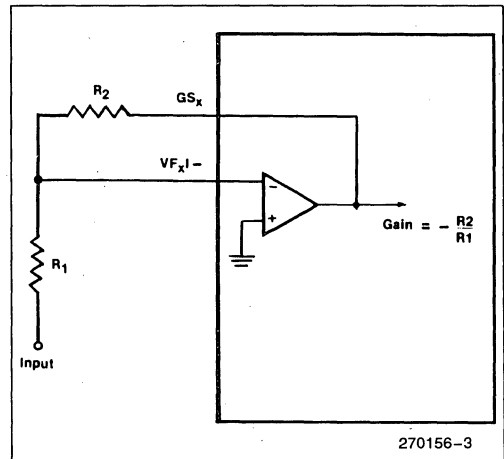 R2
GSx
VFxI–
–
+
Gain = – R2/R1
R1
Input
270156–3